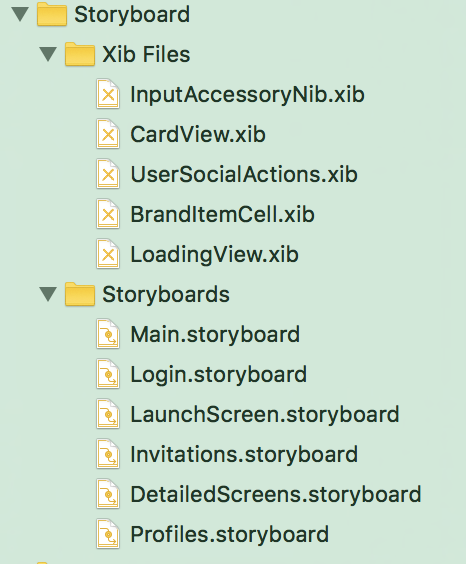 Storyboard
Xib Files
InputAccessoryNib.xib
CardView.xib
UserSocialActions.xib
BrandItemCell.xib
LoadingView.xib
Storyboards
Main.storyboard
Login.storyboard
LaunchScreen.storyboard
Invitations.storyboard
DetailedScreens.storyboard
Profiles.storyboard